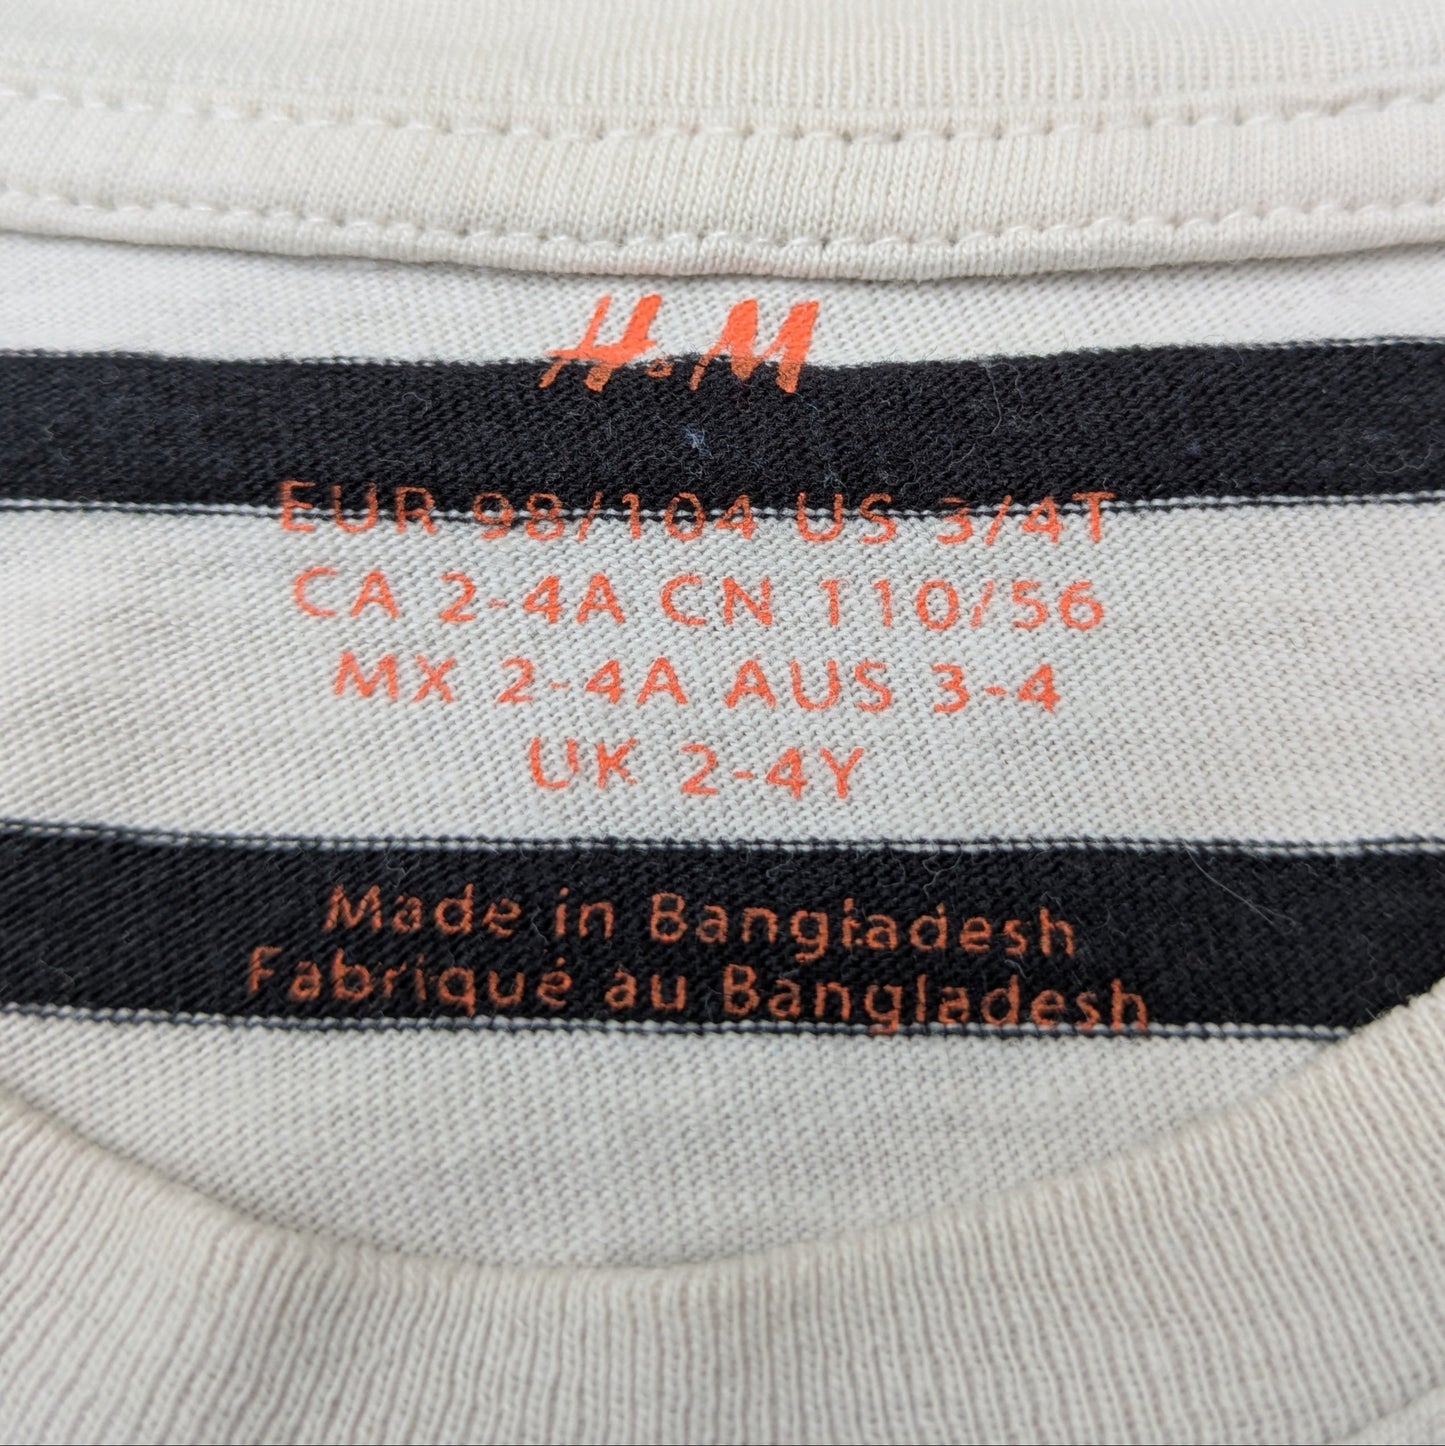 H&M
EUR 98/104 US 3/4T
CA 2-4A CN 110/56
MX 2-4A AUS 3-4
UK 2-4Y
Made in Bangladesh
Fabriqué au Bangladesh